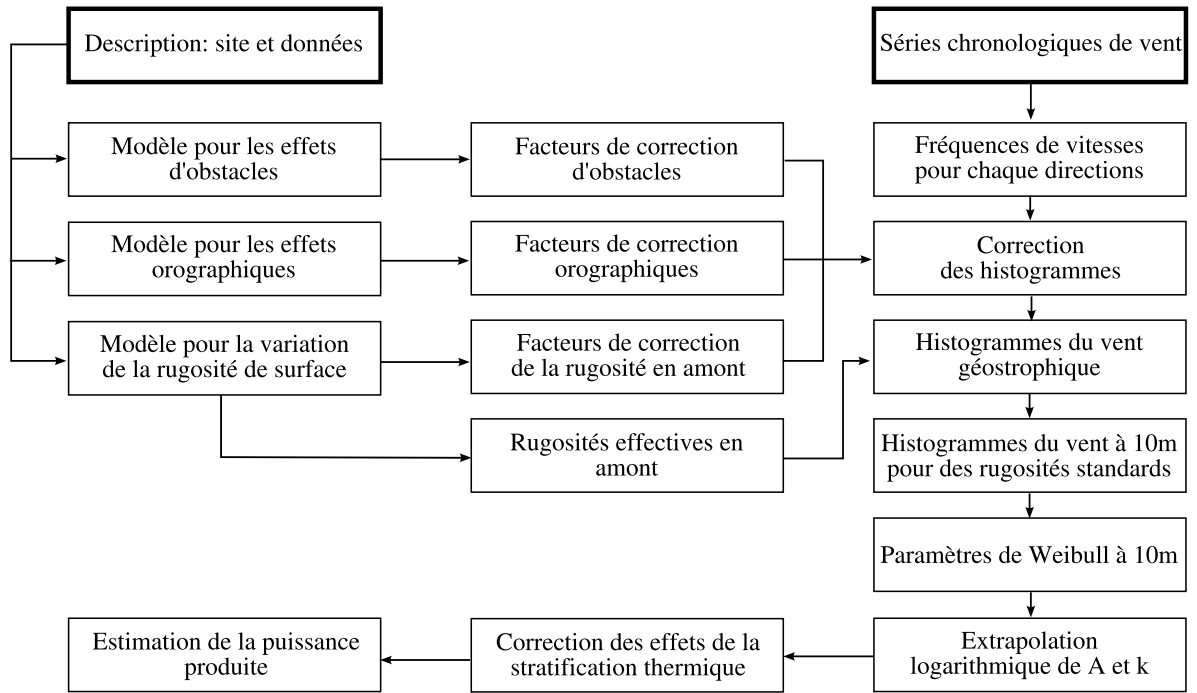 Description: site et données
Séries chronologiques de vent
Modèle pour les effets
d'obstacles
Facteurs de correction
d'obstacles
Fréquences de vitesses
pour chaque directions
Modèle pour les effets
orographiques
Facteurs de correction
orographiques
Correction
des histogrammes
Modèle pour la variation
de la rugosité de surface
Facteurs de correction
de la rugosité en amont
Histogrammes du vent
géostrophique
Rugosités effectives en
amont
Histogrammes du vent à 10m
pour des rugosités standards
Paramètres de Weibull à 10m
Estimation de la puissance
produite
Correction des effets de la
stratification thermique
Extrapolation
logarithmique de A et k